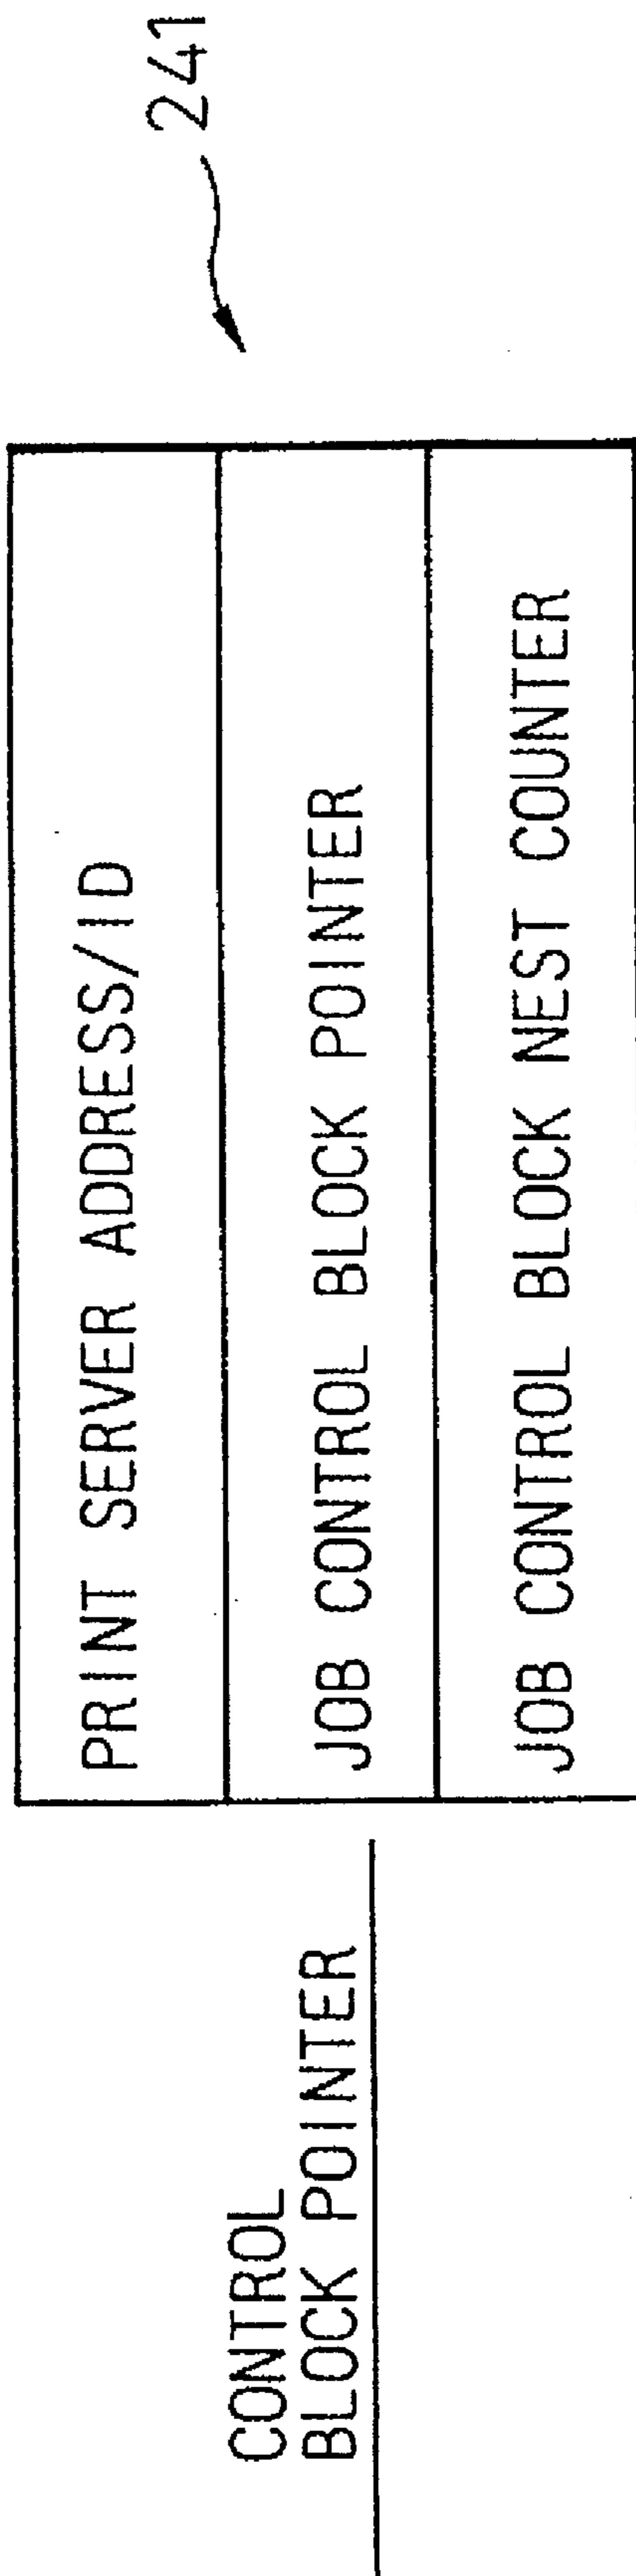 241
CONTROL
BLOCK POINTER
PRINT SERVER ADDRESS/ID
JOB CONTROL BLOCK POINTER
JOB CONTROL BLOCK NEST COUNTER